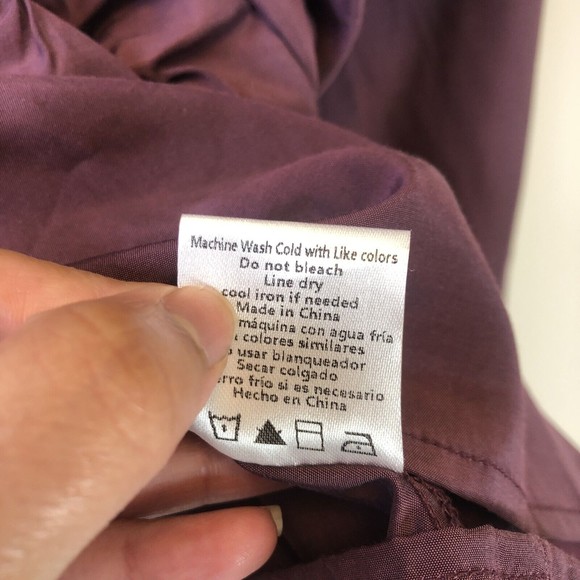 Machine Wash Cold with Like colors
Do not bleach
Line dry
cool iron if needed
Made in China
máquina con agua fría
colores similares
usar blanqueador
Secar colgado
frío si es necesario
Hecho en China